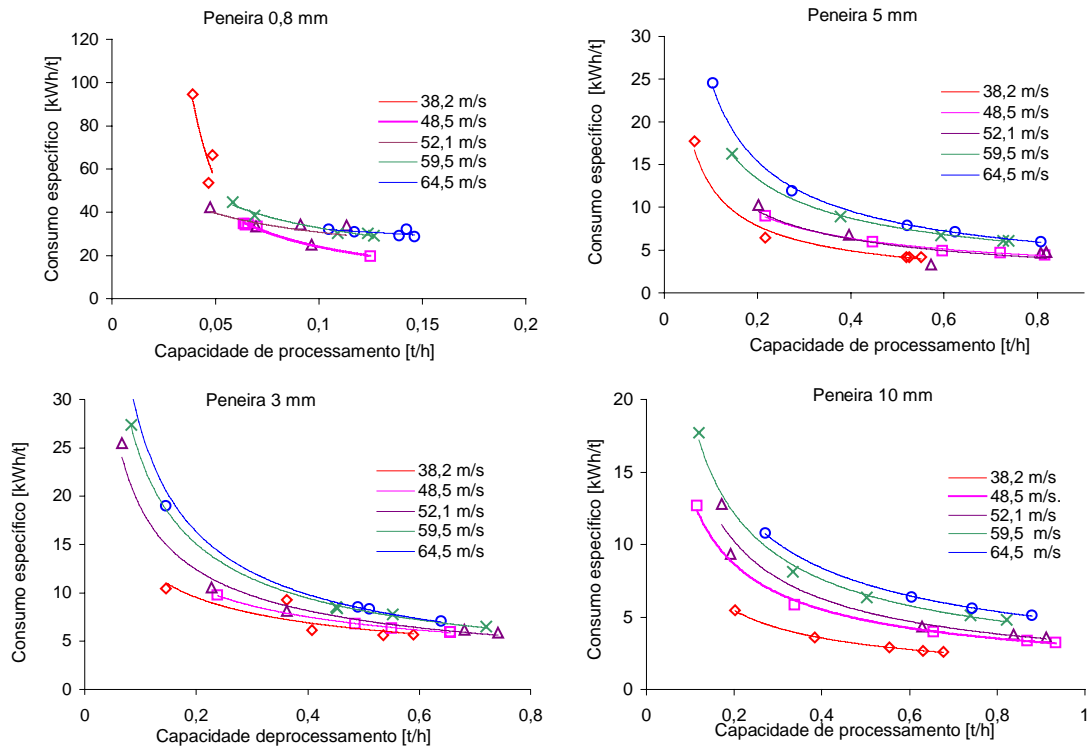 Peneira 0,8 mm
Consumo específico [kWh/t]
120
100
80
60
40
20
0
38,2 m/s
48,5 m/s
52,1 m/s
59,5 m/s
64,5 m/s
0
0,05
0,1
0,15
0,2
Capacidade de processamento [t/h]
Peneira 5 mm
Consumo específico [kWh/t]
30
25
20
15
10
5
0
38,2 m/s
48,5 m/s
52,1 m/s
59,5 m/s
64,5 m/s
0
0,2
0,4
0,6
0,8
Capacidade de processamento [t/h]
Peneira 3 mm
Consumo específico [kWh/t]
30
25
20
15
10
5
0
38,2 m/s
48,5 m/s
52,1 m/s
59,5 m/s
64,5 m/s
0
0,2
0,4
0,6
0,8
Capacidade deprocessamento [t/h]
Peneira 10 mm
Consumo específico [kWh/t]
20
15
10
5
0
38,2 m/s
48,5 m/s.
52,1 m/s
59,5 m/s
64,5 m/s
0
0,2
0,4
0,6
0,8
1
Capacidade de processamento [t/h]